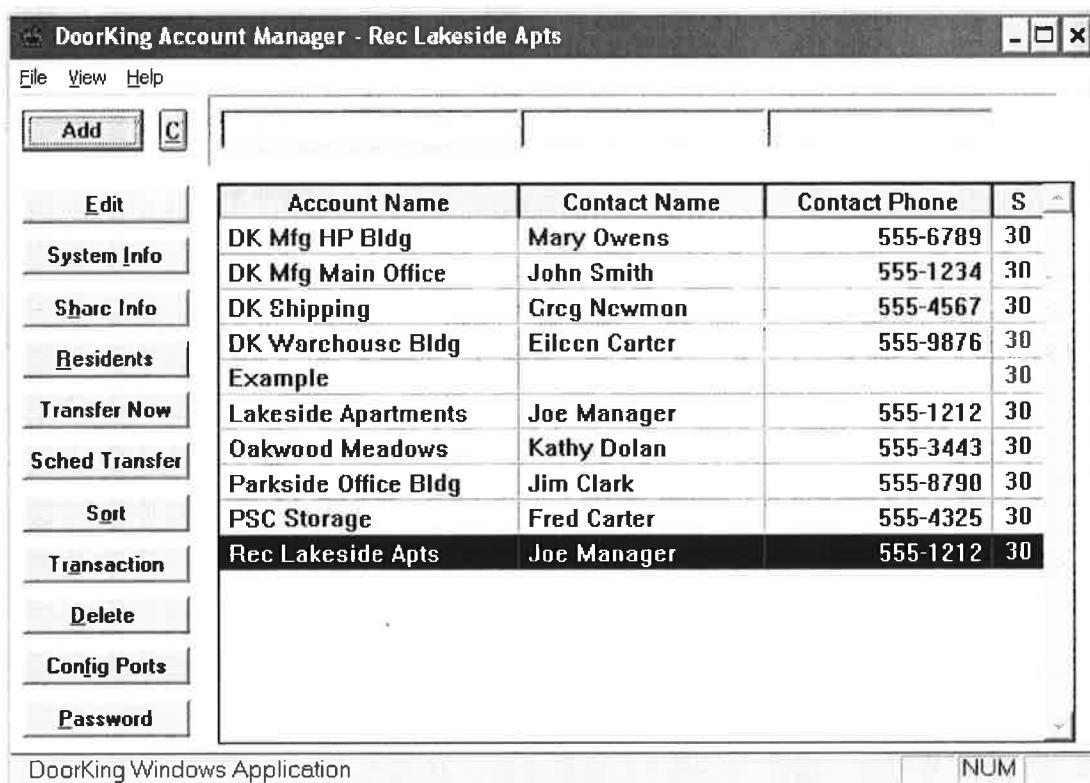 DoorKing Account Manager - Rec Lakeside Apts
File View Help
Add C
Edit
System Info
Share Info
Residents
Transfer Now
Sched Transfer
Sort
Transaction
Delete
Config Ports
Password
Account Name Contact Name Contact Phone S
DK Mfg HP Bldg Mary Owens 555-6789 30
DK Mfg Main Office John Smith 555-1234 30
DK Shipping Greg Newman 555-4567 30
DK Warehouse Bldg Eileen Carter 555-9876 30
Example 30
Lakeside Apartments Joe Manager 555-1212 30
Oakwood Meadows Kathy Dolan 555-3443 30
Parkside Office Bldg Jim Clark 555-8790 30
PSC Storage Fred Carter 555-4325 30
Rec Lakeside Apts Joe Manager 555-1212 30
DoorKing Windows Application NUM